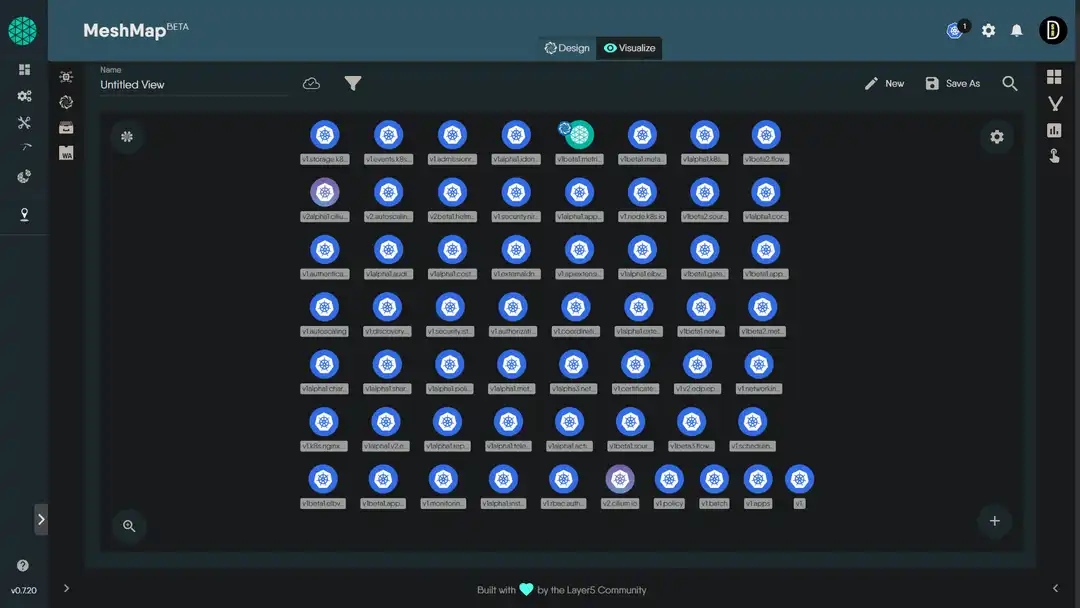 MeshMap BETA
1
Design Visualize
Name
Untitled View
New Save As
WA
v1.storage.k8... v1.events.k8s... v1.admissionr... v1alpha1.iden... v1beta1.metri... v1beta1.meta... v1alpha1.k8s... v1beta2.flow...
v2alpha1.ciliu... v2.autoscalin... v2beta1.helm... v1.security.is... v1alpha1.app... v1.node.k8s.io v1beta2.sour... v1alpha1.cor...
v1.authentica... v1alpha1.audi... v1alpha1.cost... v1.externaldn... v1.apiextens... v1alpha1.elbv... v1beta1.gate... v1beta1.app...
v1.autoscaling v1.discovery... v1.security.ist... v1.authorizati... v1.coordinati... v1alpha1.exte... v1beta1.netw... v1beta2.met...
v1alpha1.char... v1alpha1.shar... v1alpha1.poli... v1alpha1.met... v1alpha3.net... v1.certificate... v1.v2.edp.ep... v1.networkin...
v1.k8s.nginx... v1alpha1.v2.e... v1alpha1.rep... v1alpha1.tele... v1alpha1.acti... v1beta1.sour... v1beta3.flow... v1.scheduling...
v1beta1.elbv... v1beta1.app... v1.monitorin... v1alpha1.inst... v1.rbac.auth... v2.cilium.io v1.policy v1.batch v1.apps v1
v0.7.20
Built with by the Layer5 Community